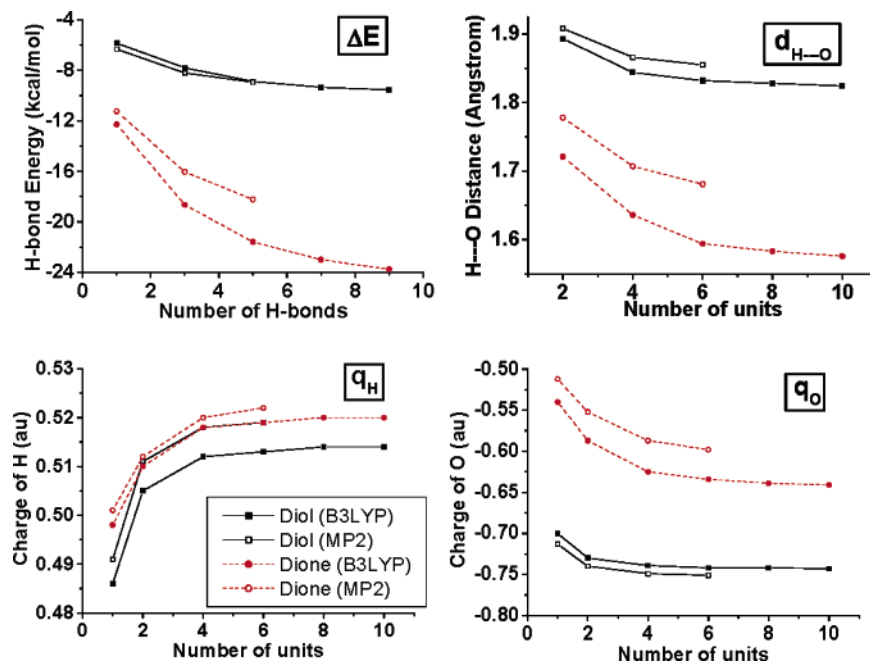 ΔE
H-bond Energy (kcal/mol)
-4
-8
-12
-16
-20
-24
0 2 4 6 8 10
Number of H-bonds
d H---O
H---O Distance (Angstrom)
1.9
1.8
1.7
1.6
2 4 6 8 10
Number of units
qH
Charge of H (au)
0.53
0.52
0.51
0.50
0.49
0.48
Diol (B3LYP)
Diol (MP2)
Dione (B3LYP)
Dione (MP2)
0 2 4 6 8 10
Number of units
qO
Charge of O (au)
-0.50
-0.55
-0.60
-0.65
-0.70
-0.75
-0.80
0 2 4 6 8 10
Number of units